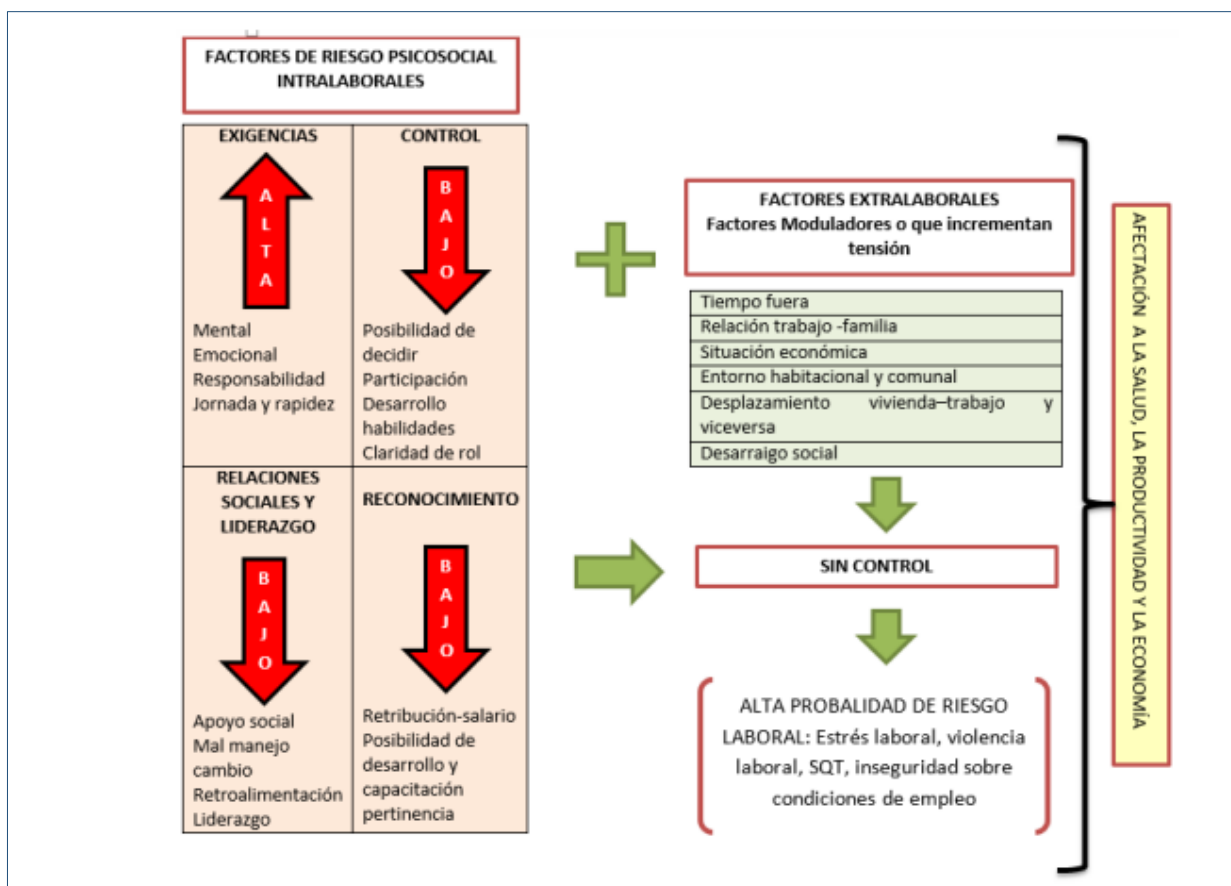 FACTORES DE RIESGO PSICOSOCIAL
INTRALABORALES
EXIGENCIAS
ALTA
Mental
Emocional
Responsabilidad
Jornada y rapidez
CONTROL
BAJO
Posibilidad de
decidir
Participación
Desarrollo
habilidades
Claridad de rol
RELACIONES
SOCIALES Y
LIDERAZGO
BAJO
Apoyo social
Mal manejo
cambio
Retroalimentación
Liderazgo
RECONOCIMIENTO
BAJO
Retribución-salario
Posibilidad de
desarrollo y
capacitación
pertinencia
FACTORES EXTRALABORALES
Factores Moduladores o que incrementan
tensión
Tiempo fuera
Relación trabajo -familia
Situación económica
Entorno habitacional y comunal
Desplazamiento vivienda–trabajo y
viceversa
Desarraigo social
SIN CONTROL
ALTA PROBALIDAD DE RIESGO
LABORAL: Estrés laboral, violencia
laboral, SQT, inseguridad sobre
condiciones de empleo
AFECTACIÓN A LA SALUD, LA PRODUCTIVIDAD Y LA ECONOMÍA